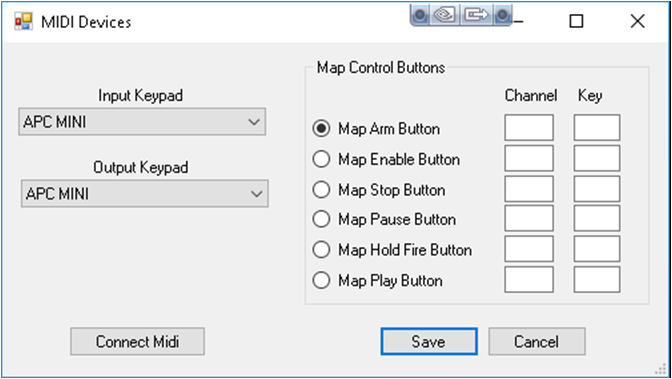 MIDI Devices
Input Keypad
APC MINI
Output Keypad
APC MINI
Map Control Buttons
Channel Key
Map Arm Button
Map Enable Button
Map Stop Button
Map Pause Button
Map Hold Fire Button
Map Play Button
Connect Midi
Save
Cancel